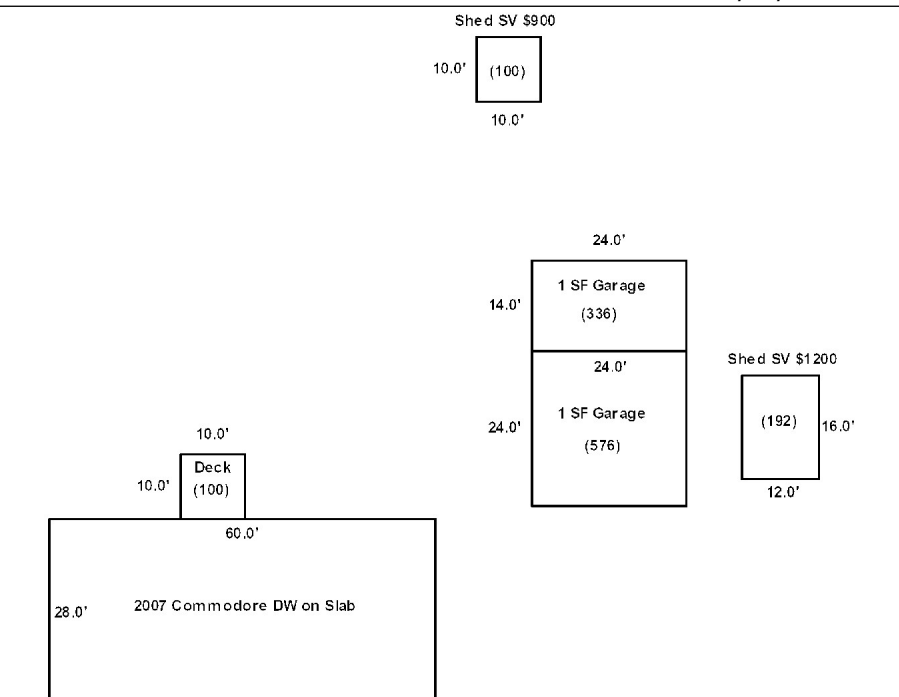 Shed SV $900
10.0'
(100)
10.0'
24.0'
1 SF Garage
14.0'
(336)
24.0'
1 SF Garage
24.0'
(576)
Shed SV $1200
(192)
16.0'
12.0'
10.0'
Deck
10.0'
(100)
60.0'
28.0'
2007 Commodore DW on Slab